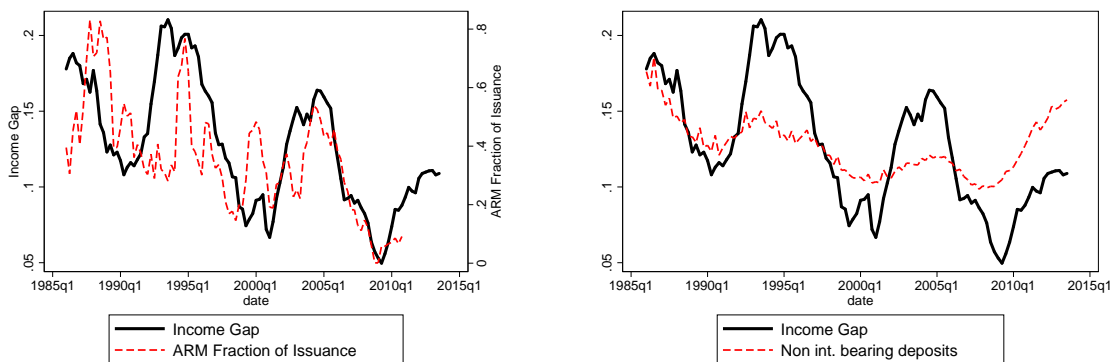 .2
.15
.1
.05
Income Gap
.8
.6
.4
.2
0
ARM Fraction of Issuance
1985q1 1990q1 1995q1 2000q1 2005q1 2010q1 2015q1
date
Income Gap
ARM Fraction of Issuance
.2
.15
.1
.05
1985q1 1990q1 1995q1 2000q1 2005q1 2010q1 2015q1
date
Income Gap
Non int. bearing deposits